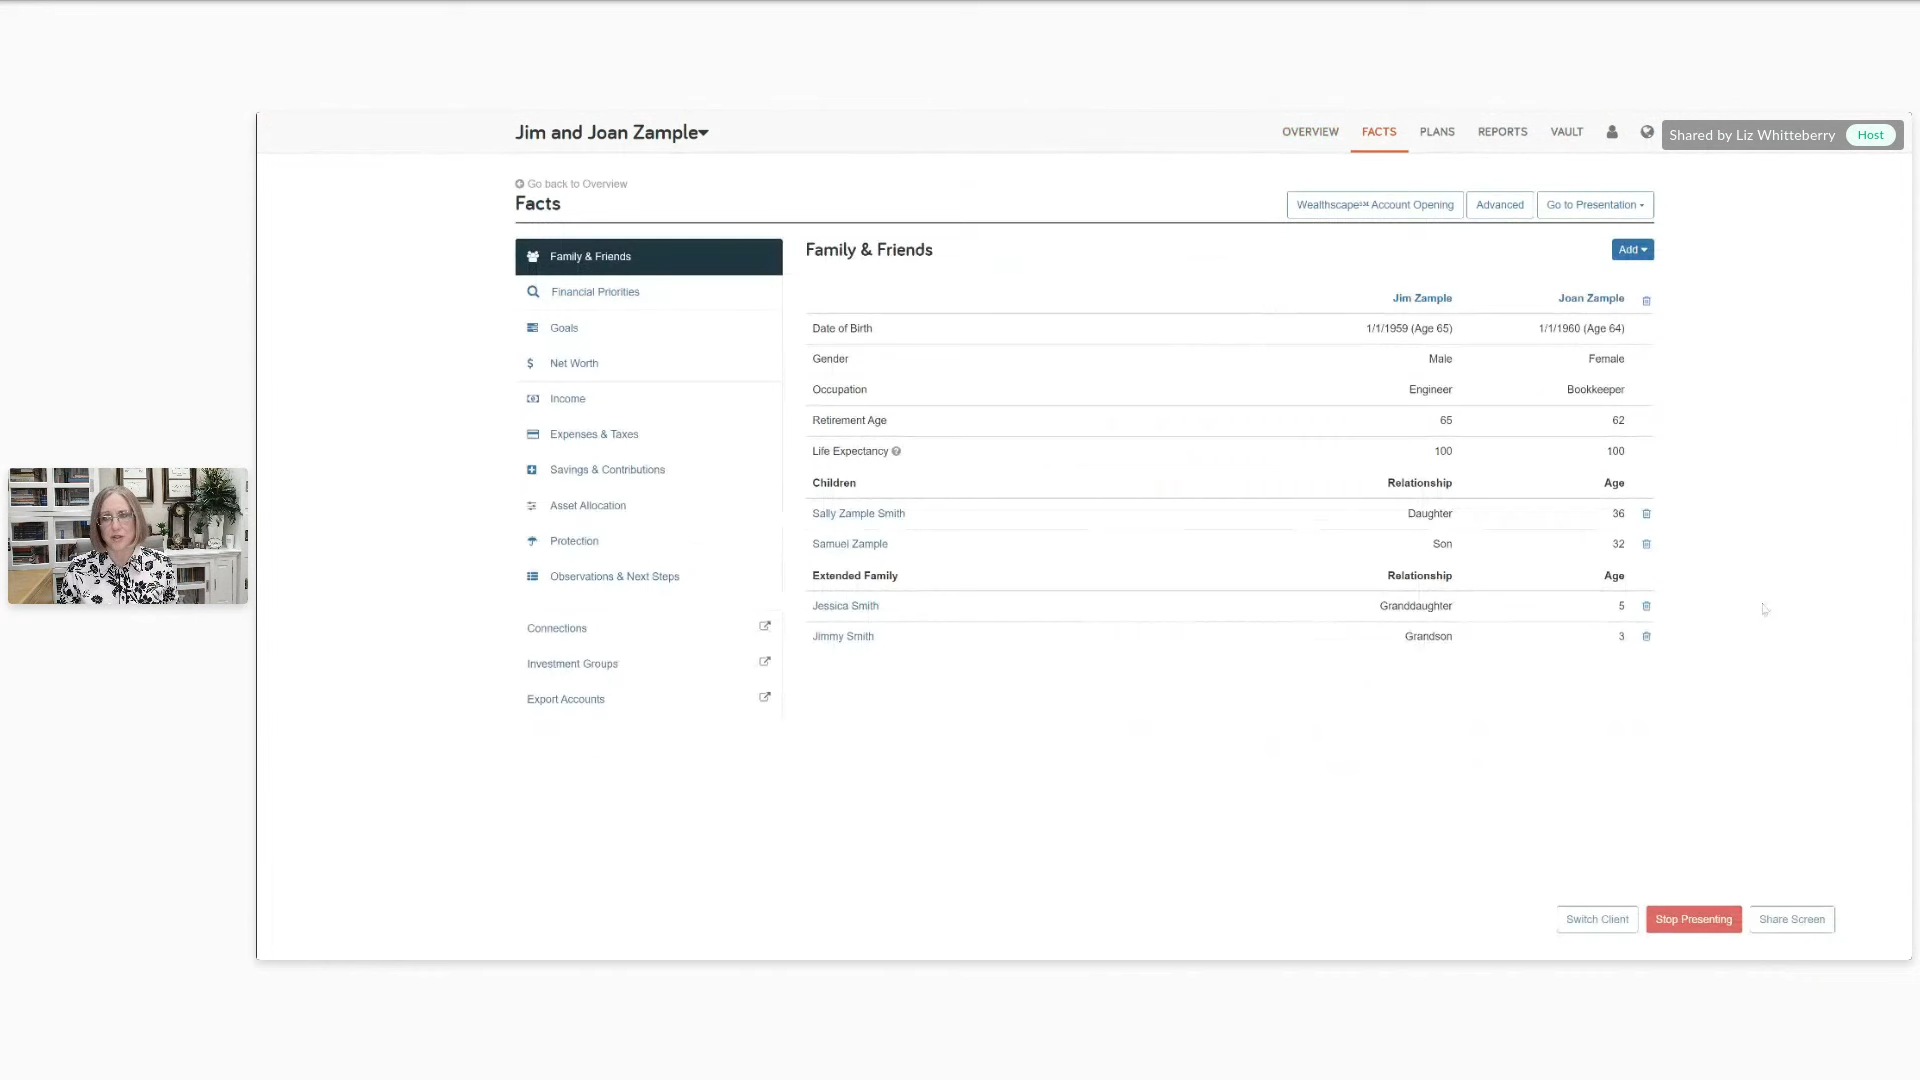 Jim and Joan Zample
OVERVIEW FACTS PLANS REPORTS VAULT
Shared by Liz Whitteberry Host
Go back to Overview
Facts
Wealthscape℠ Account Opening Advanced Go to Presentation
Family & Friends
Financial Priorities
Goals
$ Net Worth
Income
Expenses & Taxes
Savings & Contributions
Asset Allocation
Protection
Observations & Next Steps
Connections
Investment Groups
Export Accounts
Family & Friends Add
Jim Zample Joan Zample
Date of Birth 1/1/1959 (Age 65) 1/1/1960 (Age 64)
Gender Male Female
Occupation Engineer Bookkeeper
Retirement Age 65 62
Life Expectancy ? 100 100
Children Relationship Age
Sally Zample Smith Daughter 36
Samuel Zample Son 32
Extended Family Relationship Age
Jessica Smith Granddaughter 5
Jimmy Smith Grandson 3
Switch Client Stop Presenting Share Screen